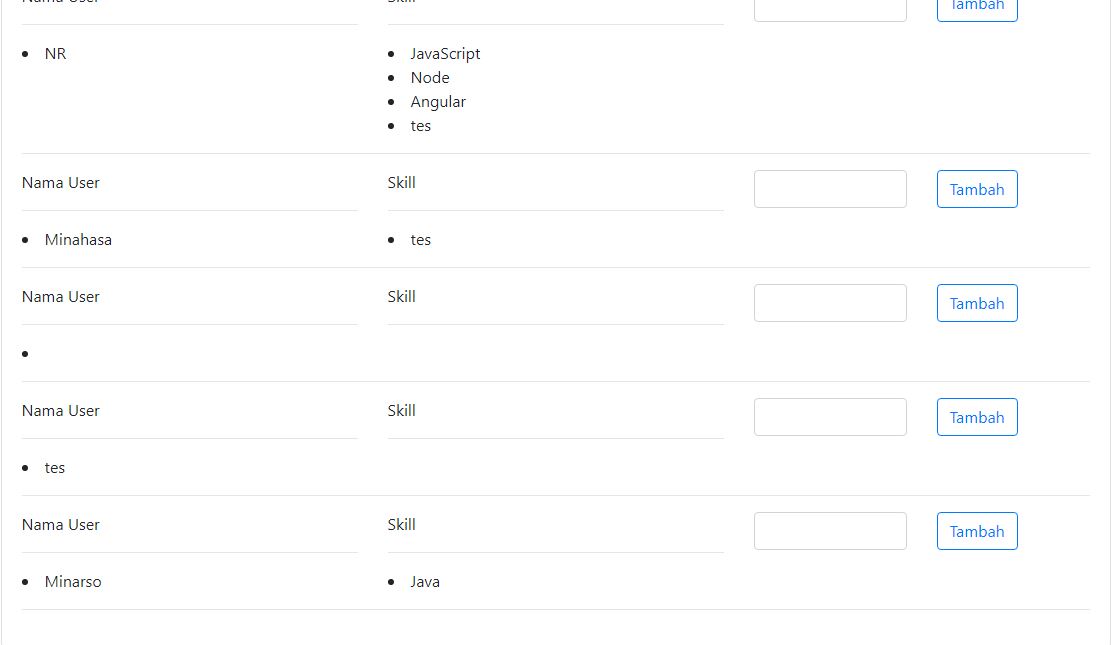 Nama User Skill Tambah
• NR • JavaScript
• Node
• Angular
• tes
Nama User Skill Tambah
• Minahasa • tes
Nama User Skill Tambah
•
Nama User Skill Tambah
• tes
Nama User Skill Tambah
• Minarso • Java